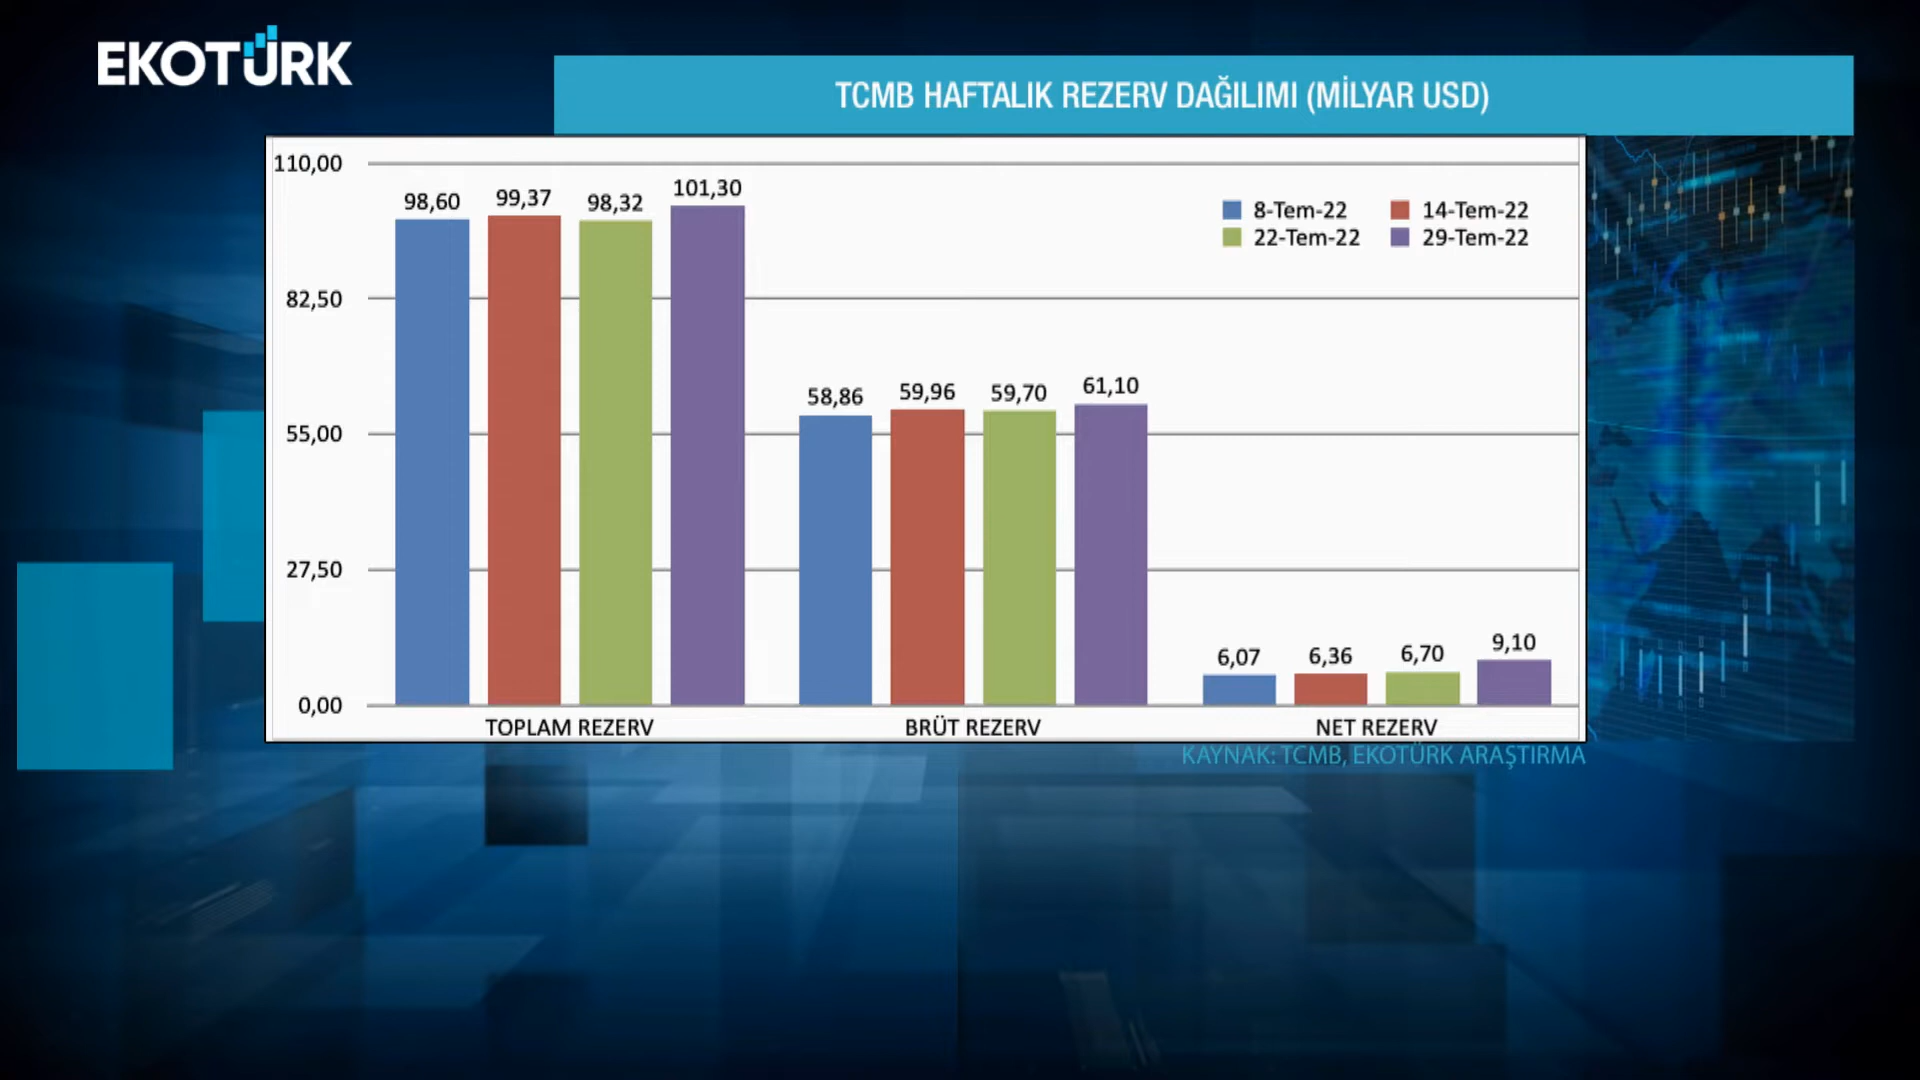 EKOTÜRK
TCMB HAFTALIK REZERV DAĞILIMI (MİLYAR USD)
110,00
82,50
55,00
27,50
0,00
98,60
99,37
98,32
101,30
58,86
59,96
59,70
61,10
6,07
6,36
6,70
9,10
8-Tem-22
14-Tem-22
22-Tem-22
29-Tem-22
TOPLAM REZERV
BRÜT REZERV
NET REZERV
KAYNAK: TCMB, EKOTÜRK ARAŞTIRMA